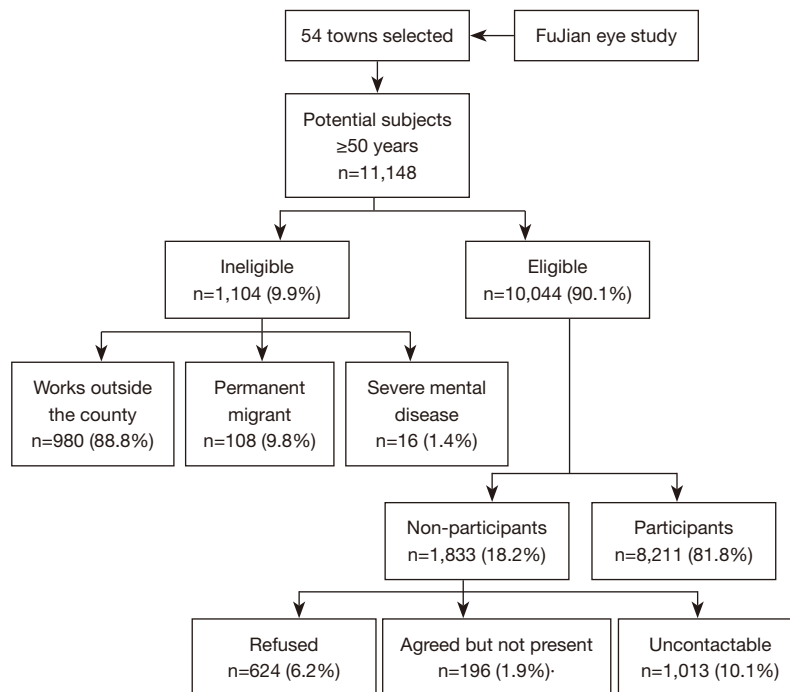 54 towns selected
FuJian eye study
Potential subjects
≥50 years
n=11,148
Ineligible
n=1,104 (9.9%)
Eligible
n=10,044 (90.1%)
Works outside
the county
n=980 (88.8%)
Permanent
migrant
n=108 (9.8%)
Severe mental
disease
n=16 (1.4%)
Non-participants
n=1,833 (18.2%)
Participants
n=8,211 (81.8%)
Refused
n=624 (6.2%)
Agreed but not present
n=196 (1.9%)·
Uncontactable
n=1,013 (10.1%)